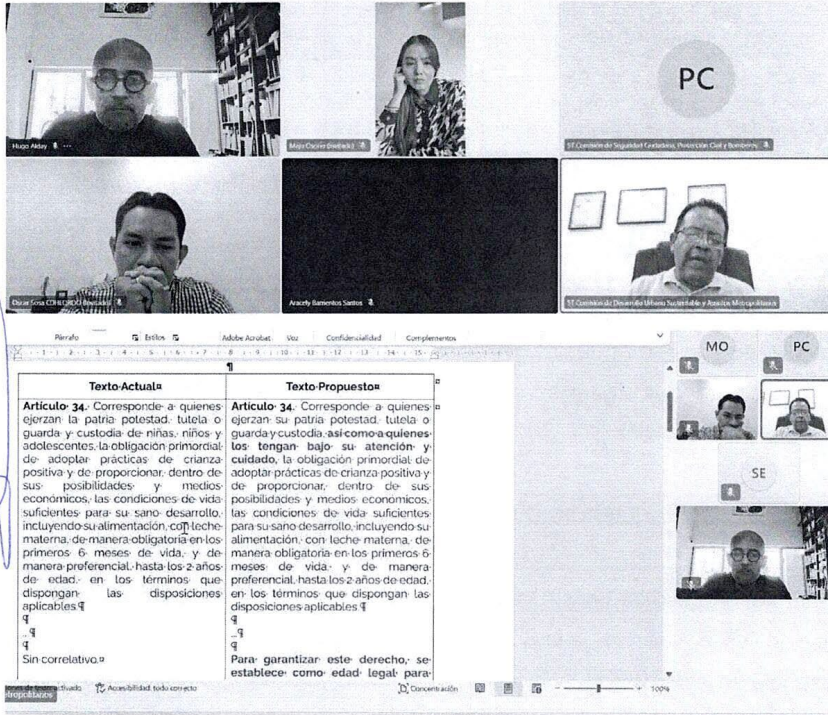 PC
Hugo Alday
Maja Osorio (Invitado)
ST Comisión de Seguridad Ciudadana, Protección Civil y Bomberos
Oscar Sosa CDHEQROO (Invitado)
Aracely Barrientos Santos
ST Comisión de Desarrollo Urbano Sustentable y Asuntos Metropolitanos
Párrafo Estilos Adobe Acrobat Voz Confidencialidad Complementos
MO PC
Texto Actual Texto Propuesto
Artículo 34. Corresponde a quienes
ejerzan la patria potestad, tutela o
guarda y custodia de niñas, niños y
adolescentes, la obligación primordial
de adoptar prácticas de crianza
positiva y de proporcionar, dentro de
sus posibilidades y medios
económicos, las condiciones de vida
suficientes para su sano desarrollo,
incluyendo su alimentación, con leche
materna, de manera obligatoria en los
primeros 6 meses de vida, y de
manera preferencial, hasta los 2 años
de edad, en los términos que
dispongan las disposiciones
aplicables
...
Sin correlativo.
Artículo 34. Corresponde a quienes
ejerzan su patria potestad, tutela o
guarda y custodia, así como a quienes
los tengan bajo su atención y
cuidado, la obligación primordial de
adoptar prácticas de crianza positiva y
de proporcionar, dentro de sus
posibilidades y medios económicos,
las condiciones de vida suficientes
para su sano desarrollo, incluyendo su
alimentación, con leche materna, de
manera obligatoria en los primeros 6
meses de vida, y de manera
preferencial, hasta los 2 años de edad,
en los términos que dispongan las
disposiciones aplicables
...
Para garantizar este derecho, se
establece como edad legal para
SE
Accesibilidad: todo correcto
Concentración
100%